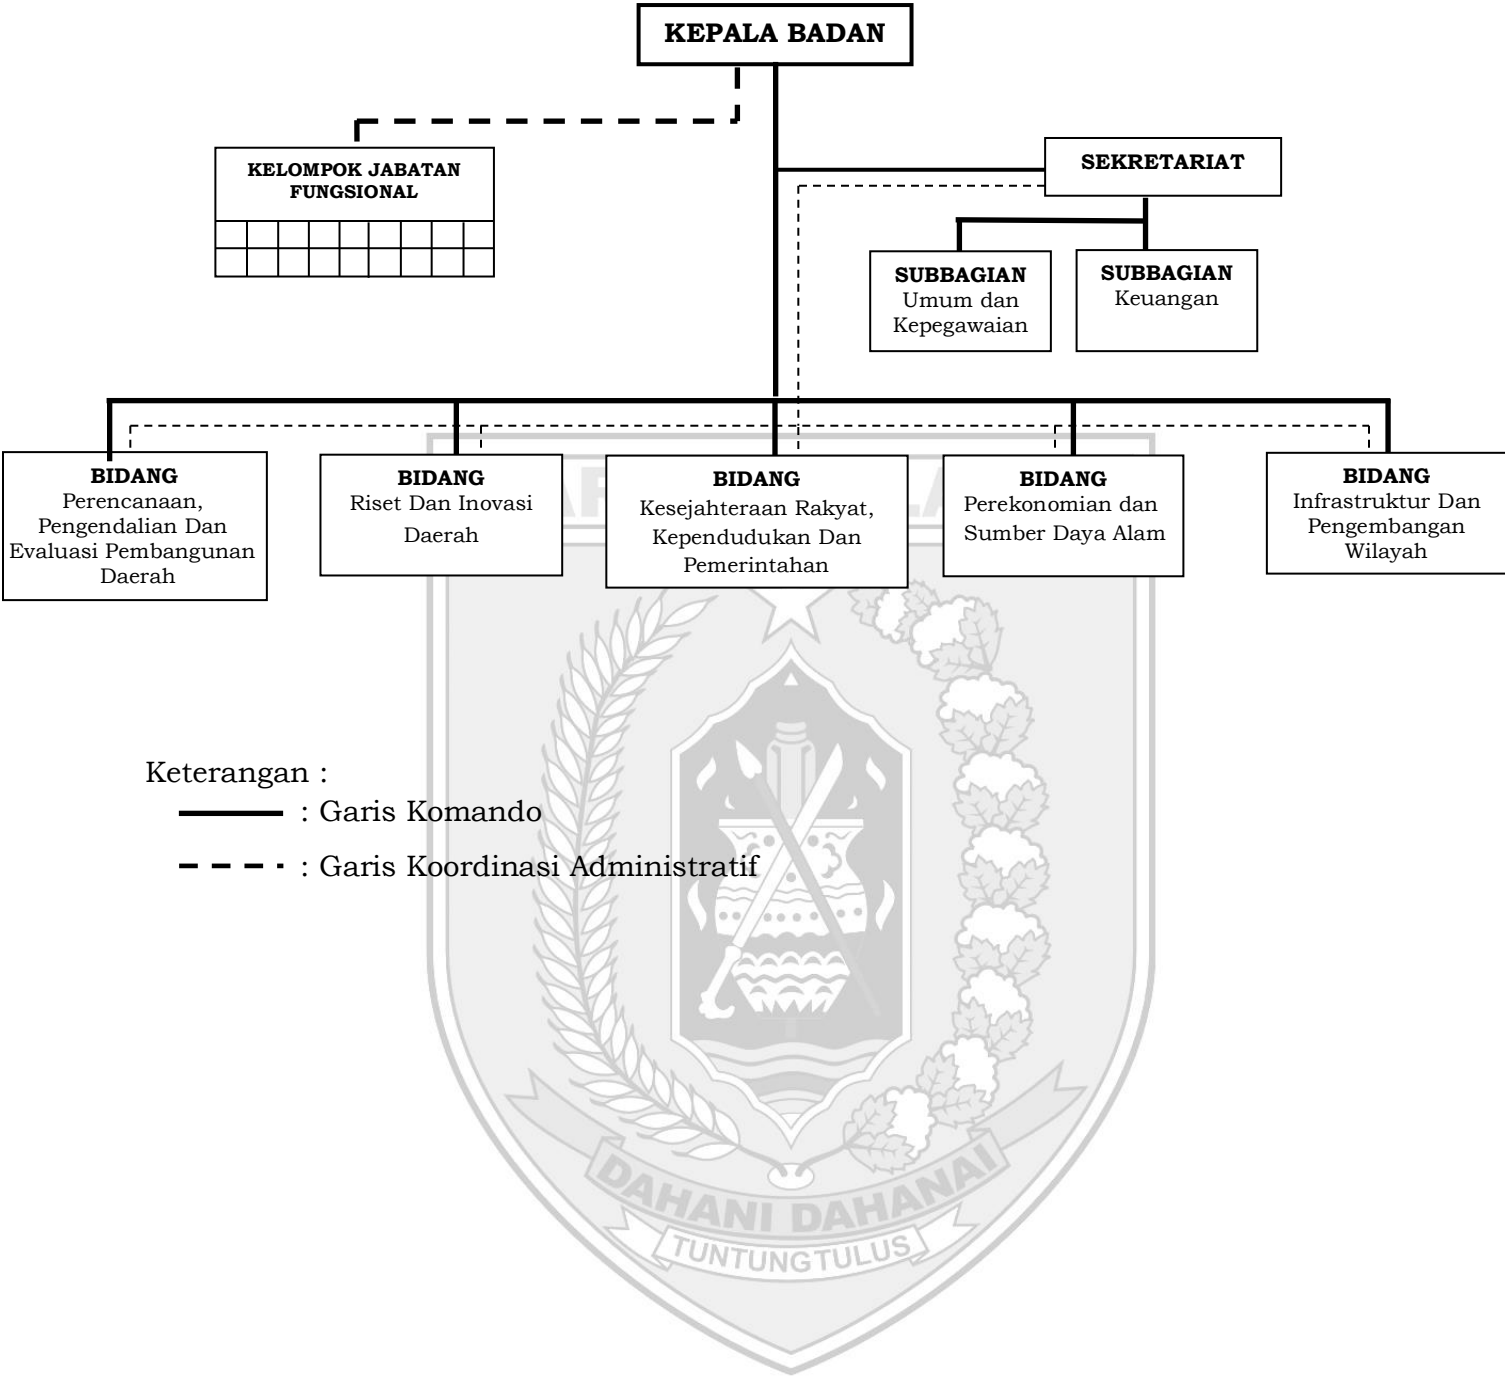 KEPALA BADAN
KELOMPOK JABATAN
FUNGSIONAL
SEKRETARIAT
SUBBAGIAN
Umum dan
Kepegawaian
SUBBAGIAN
Keuangan
BIDANG
Perencanaan,
Pengendalian Dan
Evaluasi Pembangunan
Daerah
BIDANG
Riset Dan Inovasi
Daerah
BIDANG
Kesejahteraan Rakyat,
Kependudukan Dan
Pemerintahan
BIDANG
Perekonomian dan
Sumber Daya Alam
BIDANG
Infrastruktur Dan
Pengembangan
Wilayah
Keterangan :
: Garis Komando
: Garis Koordinasi Administratif
DAHANI DAHANAI
TUNTUNG TULUS